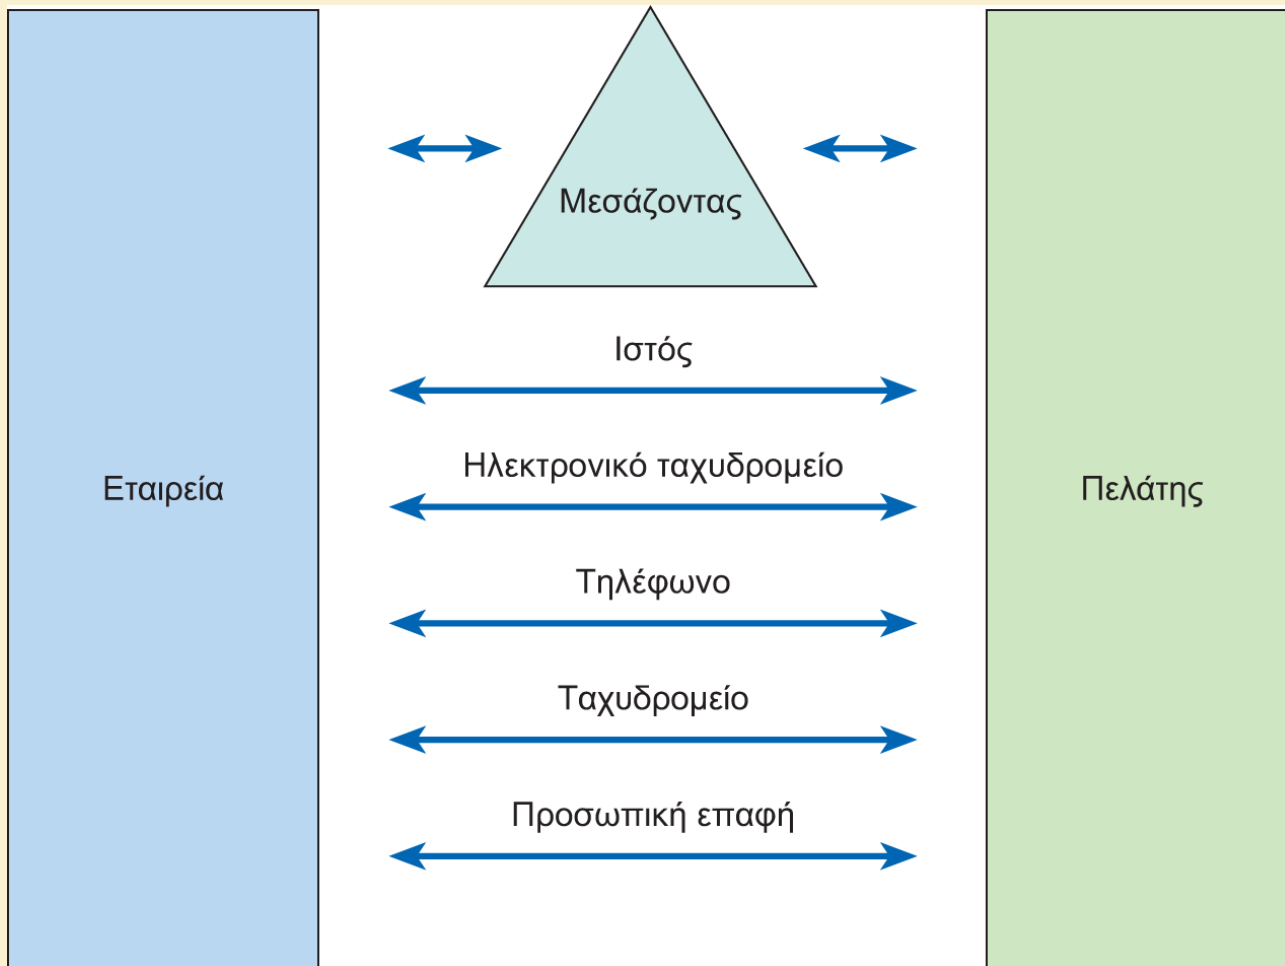 Μεσάζοντας
Ιστός
Ηλεκτρονικό ταχυδρομείο
Εταιρεία
Πελάτης
Τηλέφωνο
Ταχυδρομείο
Προσωπική επαφή